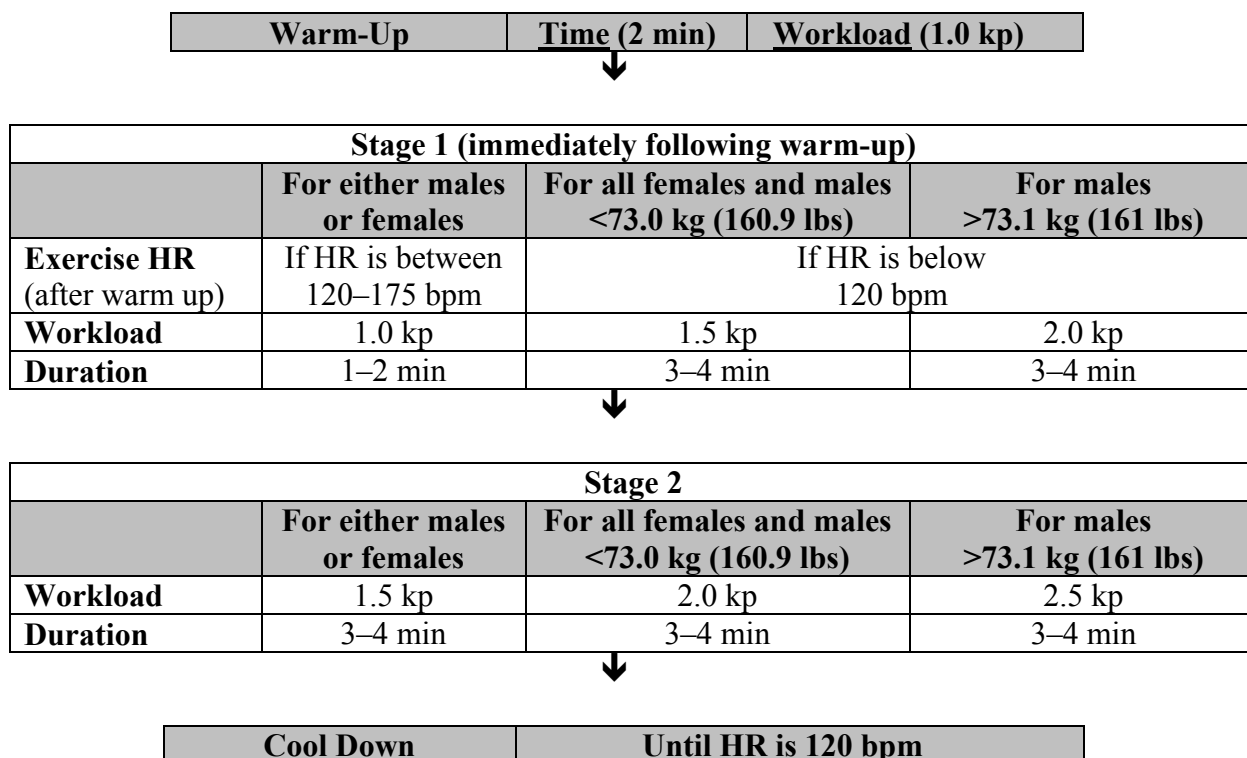 Warm-Up Time (2 min) Workload (1.0 kp)
Stage 1 (immediately following warm-up)
For either males For all females and males For males
or females <73.0 kg (160.9 lbs) >73.1 kg (161 lbs)
Exercise HR If HR is between If HR is below
(after warm up) 120–175 bpm 120 bpm
Workload 1.0 kp 1.5 kp 2.0 kp
Duration 1–2 min 3–4 min 3–4 min
Stage 2
For either males For all females and males For males
or females <73.0 kg (160.9 lbs) >73.1 kg (161 lbs)
Workload 1.5 kp 2.0 kp 2.5 kp
Duration 3–4 min 3–4 min 3–4 min
Cool Down Until HR is 120 bpm